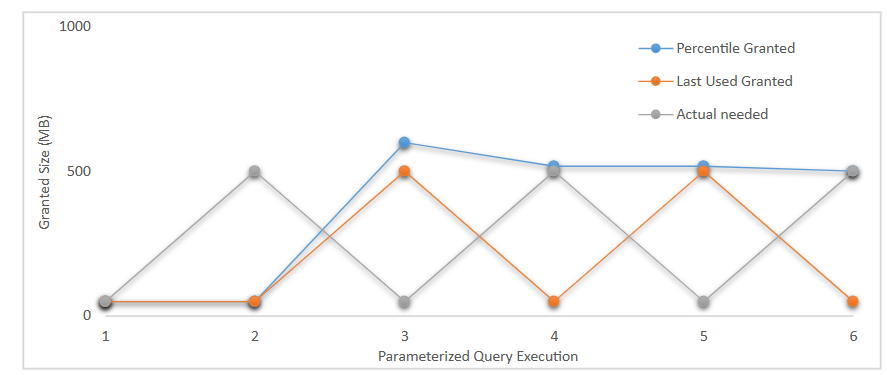 1000
Percentile Granted
Last Used Granted
Actual needed
Granted Size (MB)
500
0
1 2 3 4 5 6
Parameterized Query Execution